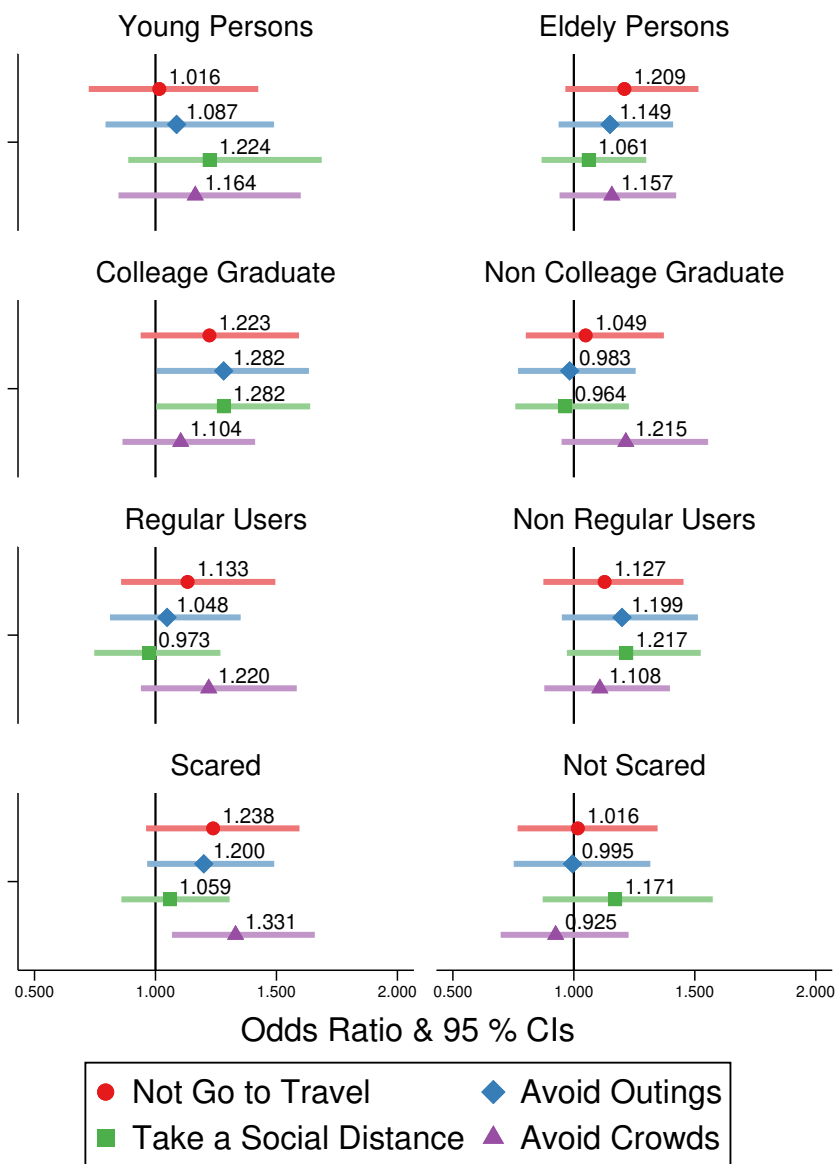 Young Persons
1.016
1.087
1.224
1.164
Eldely Persons
1.209
1.149
1.061
1.157
Colleage Graduate
1.223
1.282
1.282
1.104
Non Colleage Graduate
1.049
0.983
0.964
1.215
Regular Users
1.133
1.048
0.973
1.220
Non Regular Users
1.127
1.199
1.217
1.108
Scared
1.238
1.200
1.059
1.331
Not Scared
1.016
0.995
1.171
0.925
0.500 1.000 1.500 2.000
0.500 1.000 1.500 2.000
Odds Ratio & 95 % CIs
Not Go to Travel
Avoid Outings
Take a Social Distance
Avoid Crowds